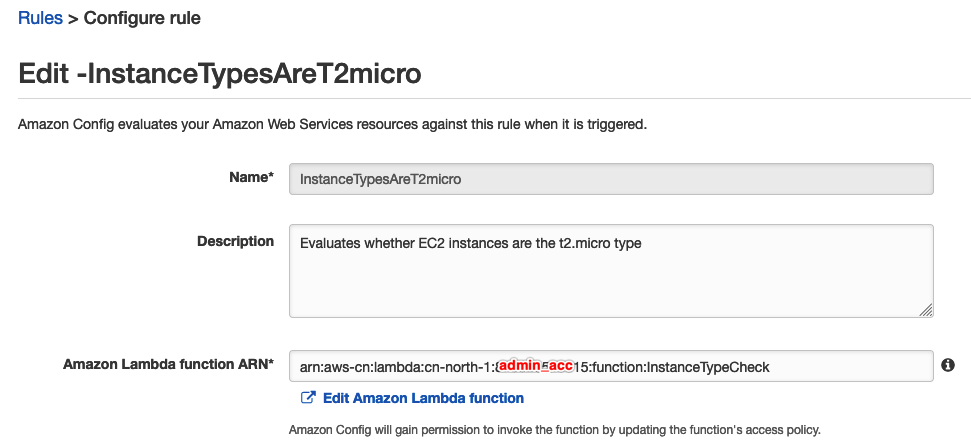 Rules > Configure rule
Edit -InstanceTypesAreT2micro
Amazon Config evaluates your Amazon Web Services resources against this rule when it is triggered.
Name* InstanceTypesAreT2micro
Description Evaluates whether EC2 instances are the t2.micro type
Amazon Lambda function ARN* arn:aws-cn:lambda:cn-north-1: admin_acc 15:function:InstanceTypeCheck
Edit Amazon Lambda function
Amazon Config will gain permission to invoke the function by updating the function's access policy.